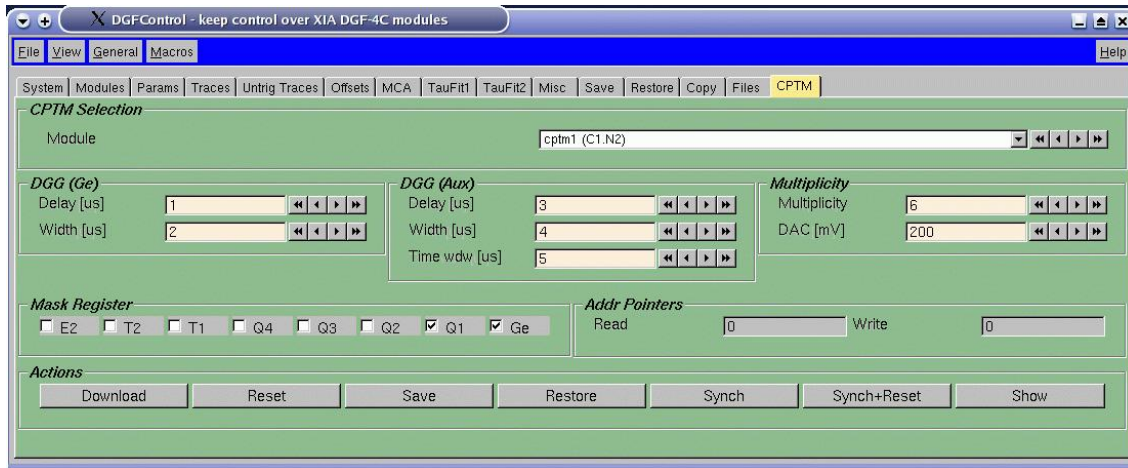 X DGFControl - keep control over XIA DGF-4C modules
File View General Macros Help
System Modules Params Traces Untrig Traces Offsets MCA TauFit1 TauFit2 Misc Save Restore Copy Files CPTM
CPTM Selection
Module cptm1 (C1.N2)
DGG (Ge) DGG (Aux) Multiplicity
Delay [us] 1 Delay [us] 3 Multiplicity 6
Width [us] 2 Width [us] 4 DAC [mV] 200
Time wdw [us] 5
Mask Register Addr Pointers
E2 T2 T1 Q4 Q3 Q2 Q1 Ge Read 0 Write 0
Actions
Download Reset Save Restore Synch Synch+Reset Show